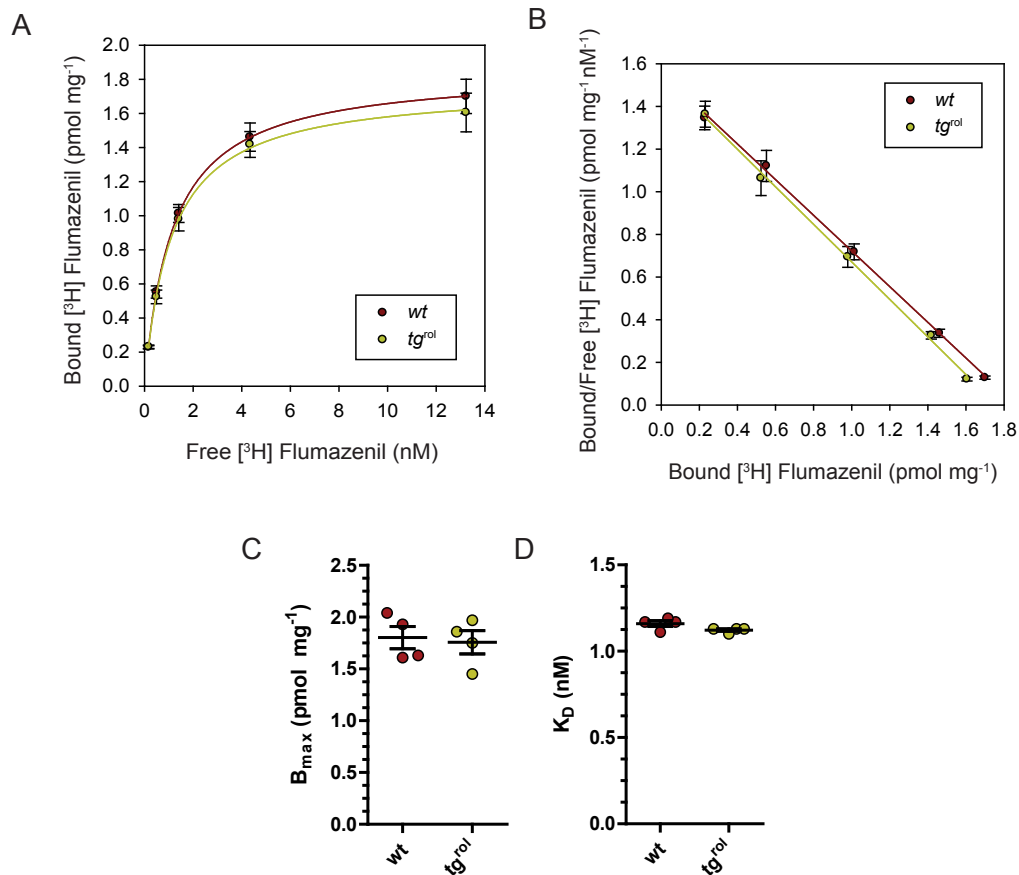 A
Bound [³H] Flumazenil (pmol mg⁻¹)
2.0
1.8
1.6
1.4
1.2
1.0
0.8
0.6
0.4
0.2
0.0
0 2 4 6 8 10 12 14
Free [³H] Flumazenil (nM)
wt
tg^rol
B
Bound/Free [³H] Flumazenil (pmol mg⁻¹ nM⁻¹)
1.6
1.4
1.2
1.0
0.8
0.6
0.4
0.2
0.0
0.0 0.2 0.4 0.6 0.8 1.0 1.2 1.4 1.6 1.8
Bound [³H] Flumazenil (pmol mg⁻¹)
wt
tg^rol
C
B_max (pmol mg⁻¹)
2.5
2.0
1.5
1.0
0.5
0.0
wt
tg^rol
D
K_D (nM)
1.5
1.0
0.5
0.0
wt
tg^rol